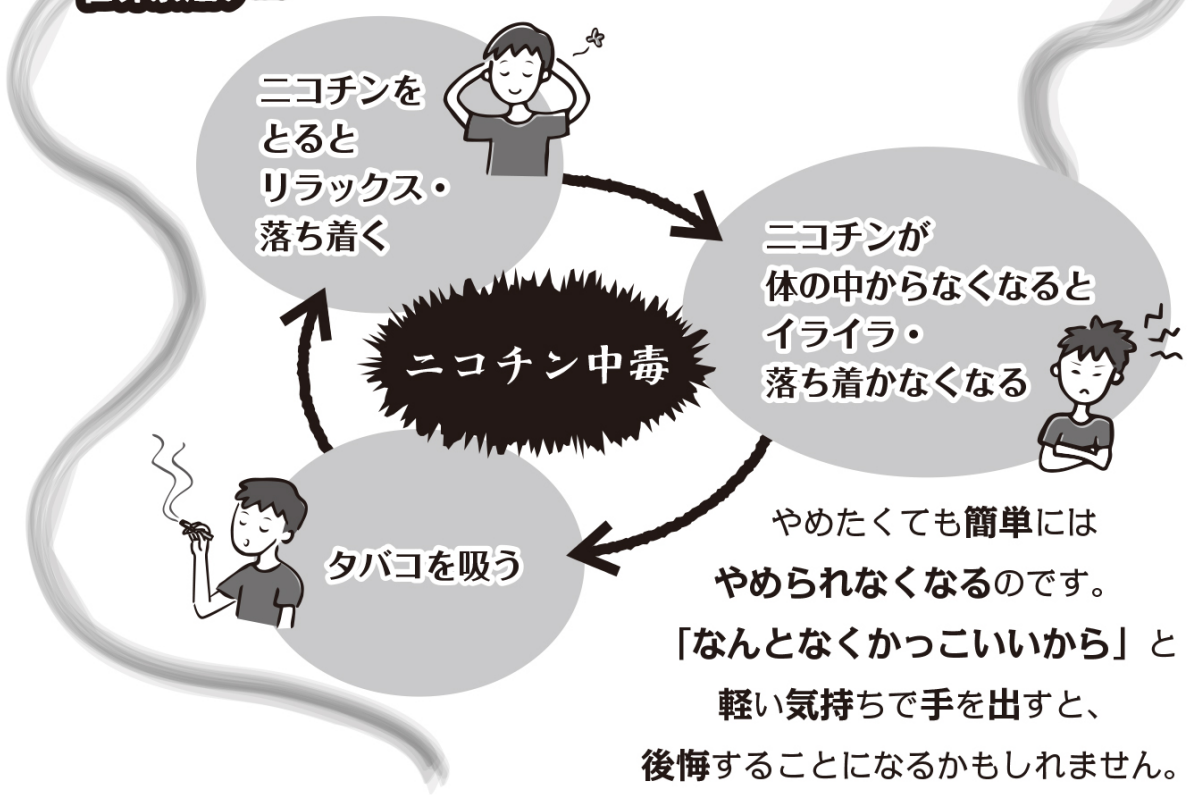 ニコチンを
とると
リラックス・
落ち着く
ニコチンが
体の中からなくなると
イライラ・
落ち着かなくなる
ニコチン中毒
タバコを吸う
やめたくても簡単には
やめられなくなるのです。
「なんとなくかっこいいから」と
軽い気持ちで手を出すと、
後悔することになるかもしれません。